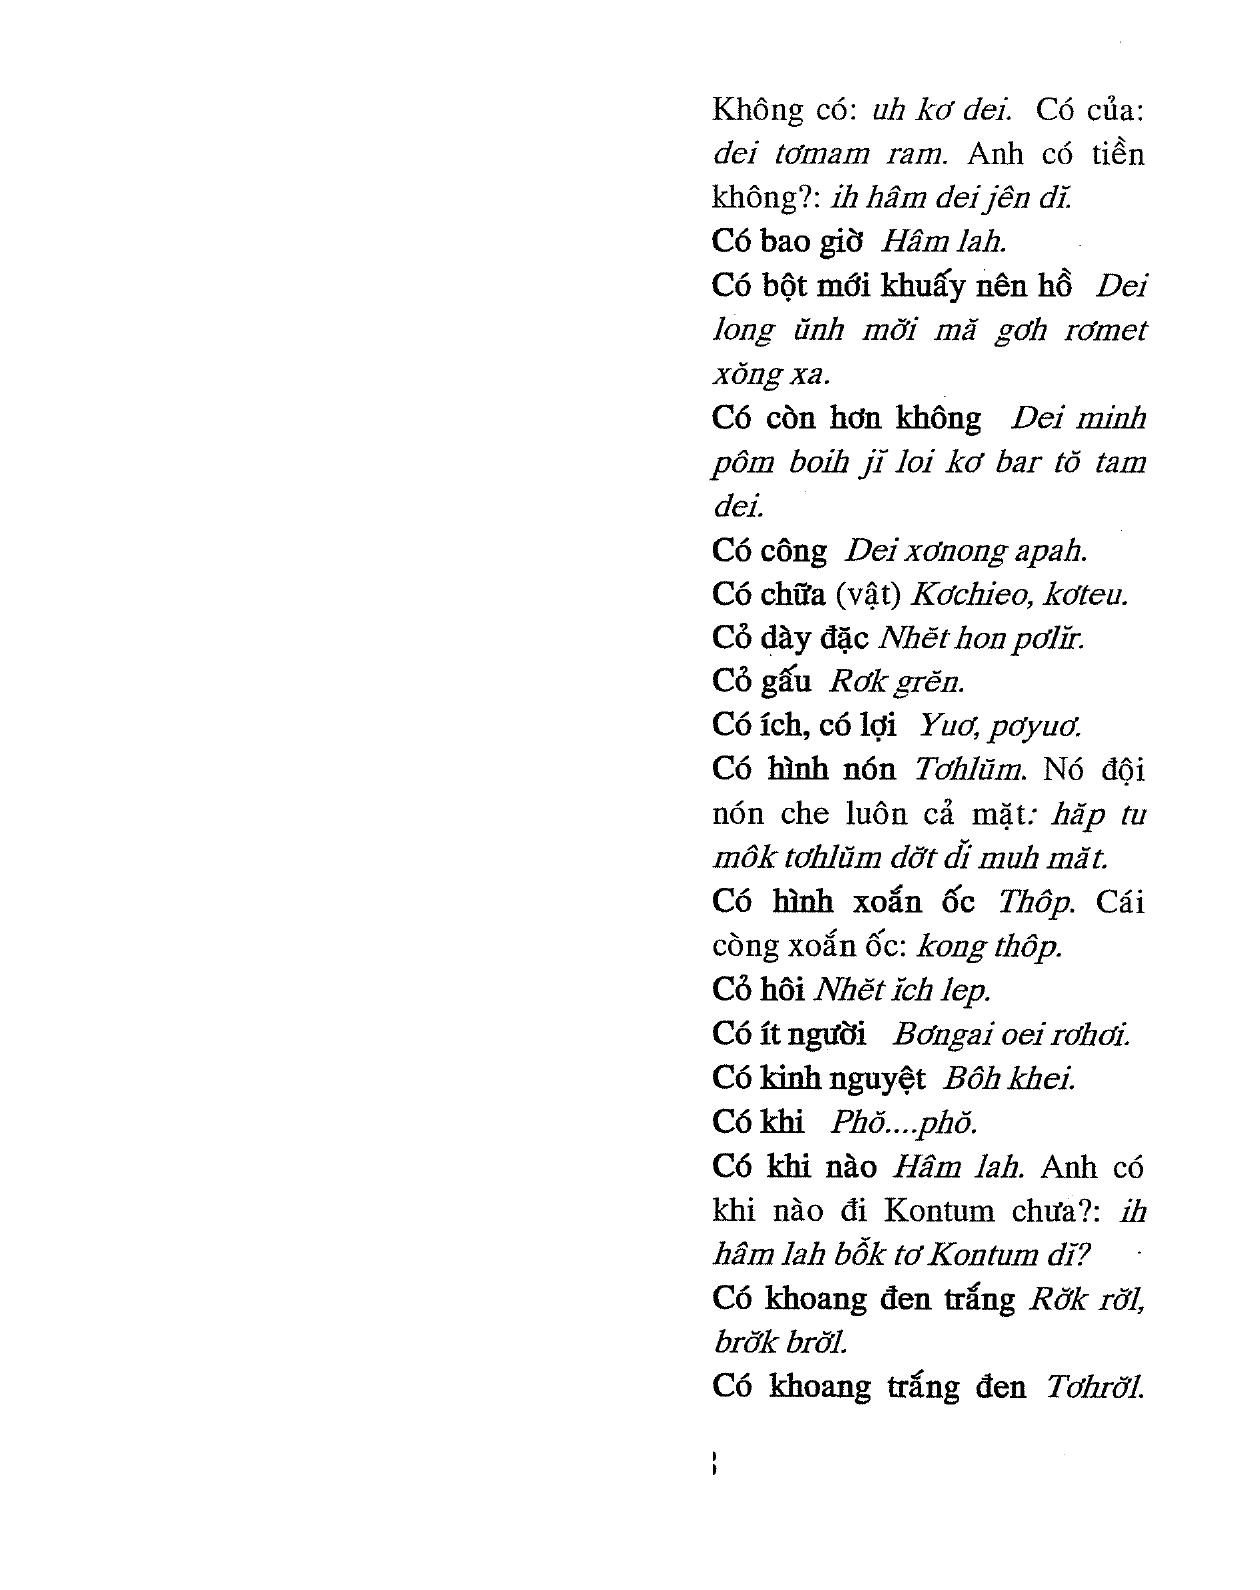 Không có: uh kơ dei. Có của:
dei tơmam ram. Anh có tiền
không?: ih hâm dei jên dĭ.
Có bao giờ Hâm lah.
Có bột mới khuấy nên hồ Dei
long ŭnh mơ̆i mă gơh rơmet
xŏng xa.
Có còn hơn không Dei minh
pôm boih jĭ loi kơ bar tŏ tam
dei.
Có công Dei xơnong apah.
Có chữa (vật) Kơchieo, kơteu.
Cỏ dày đặc Nhĕt hon pơlĭr.
Cỏ gấu Rơk grĕn.
Có ích, có lợi Yuơ, pơyuơ.
Có hình nón Tơhlŭm. Nó đội
nón che luôn cả mặt: hăp tu
môk tơhlŭm dơ̆t dĭ muh măt.
Có hình xoắn ốc Thôp. Cái
còng xoắn ốc: kong thôp.
Cỏ hôi Nhĕt ĭch lep.
Có ít người Bơngai oei rơhơi.
Có kinh nguyệt Bôh khei.
Có khi Phŏ....phŏ.
Có khi nào Hâm lah. Anh có
khi nào đi Kontum chưa?: ih
hâm lah bô̆k tơ Kontum dĭ?
Có khoang đen trắng Rơ̆k rơ̆l,
brơ̆k brơ̆l.
Có khoang trắng đen Tơhrơ̆l.